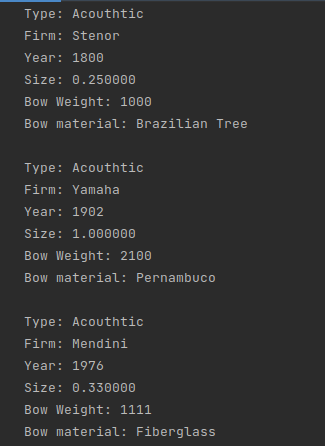 Type: Acouthtic
Firm: Stenor
Year: 1800
Size: 0.250000
Bow Weight: 1000
Bow material: Brazilian Tree
Type: Acouthtic
Firm: Yamaha
Year: 1902
Size: 1.000000
Bow Weight: 2100
Bow material: Pernambuco
Type: Acouthtic
Firm: Mendini
Year: 1976
Size: 0.330000
Bow Weight: 1111
Bow material: Fiberglass